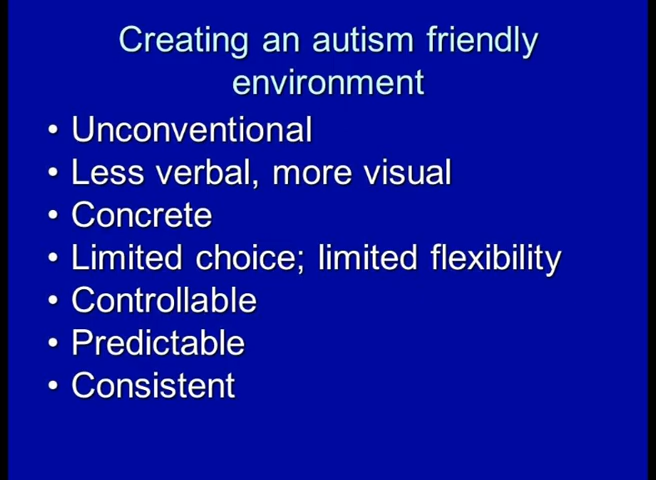 Creating an autism friendly
environment
• Unconventional
• Less verbal, more visual
• Concrete
• Limited choice; limited flexibility
• Controllable
• Predictable
• Consistent